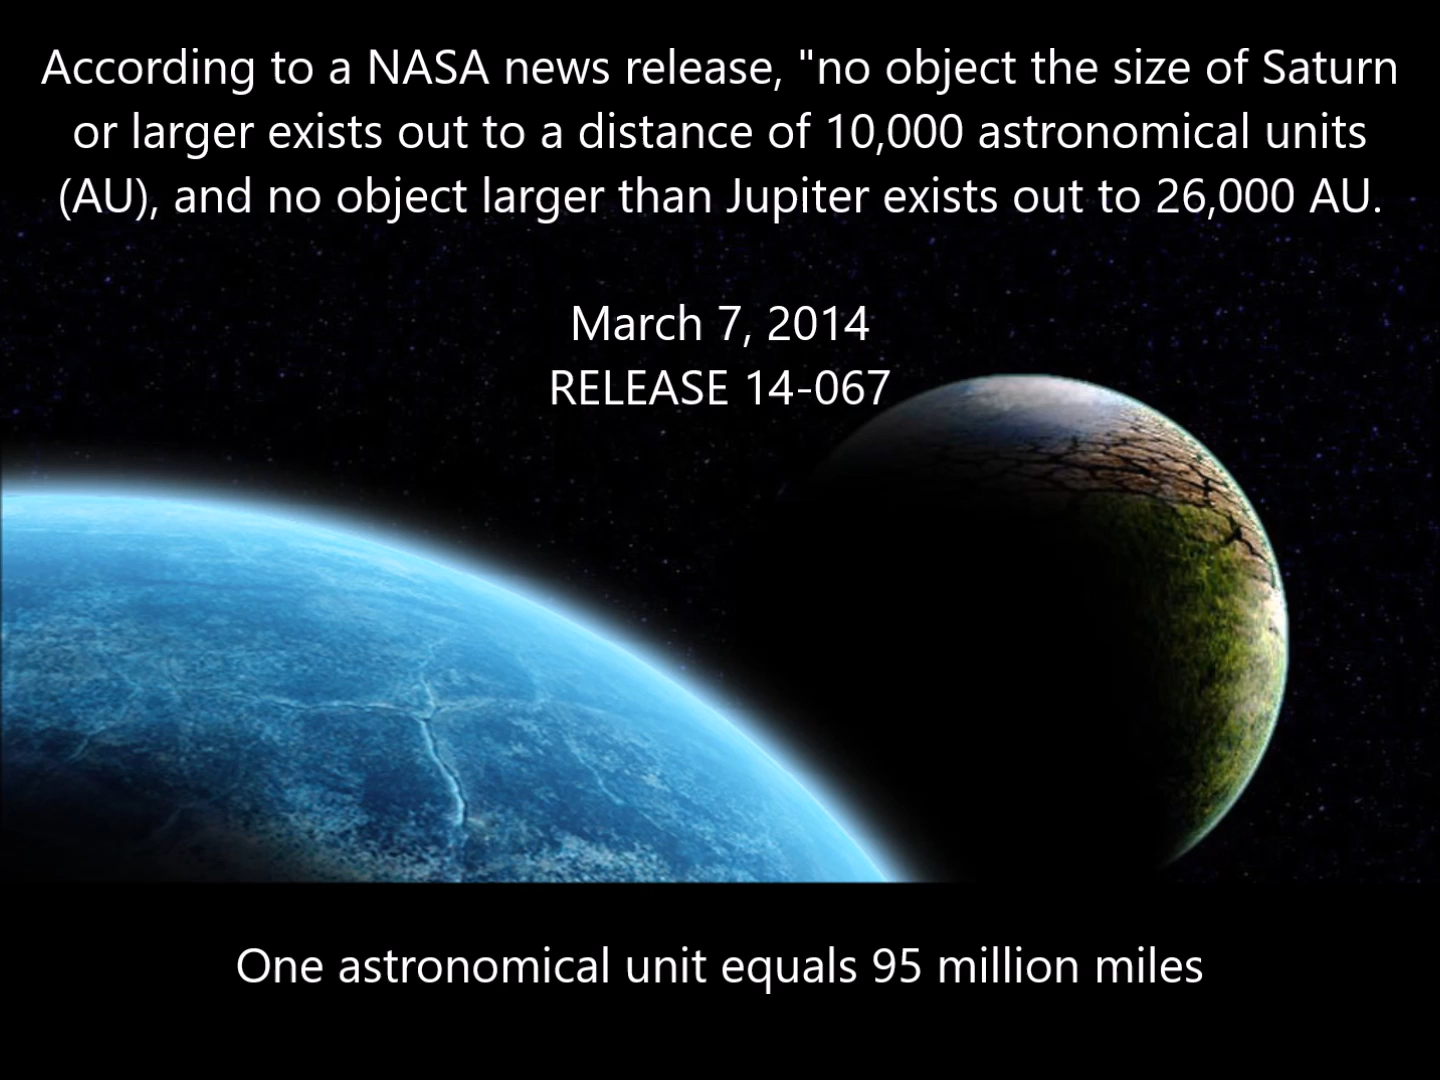 According to a NASA news release, "no object the size of Saturn
or larger exists out to a distance of 10,000 astronomical units
(AU), and no object larger than Jupiter exists out to 26,000 AU.
March 7, 2014
RELEASE 14-067
One astronomical unit equals 95 million miles